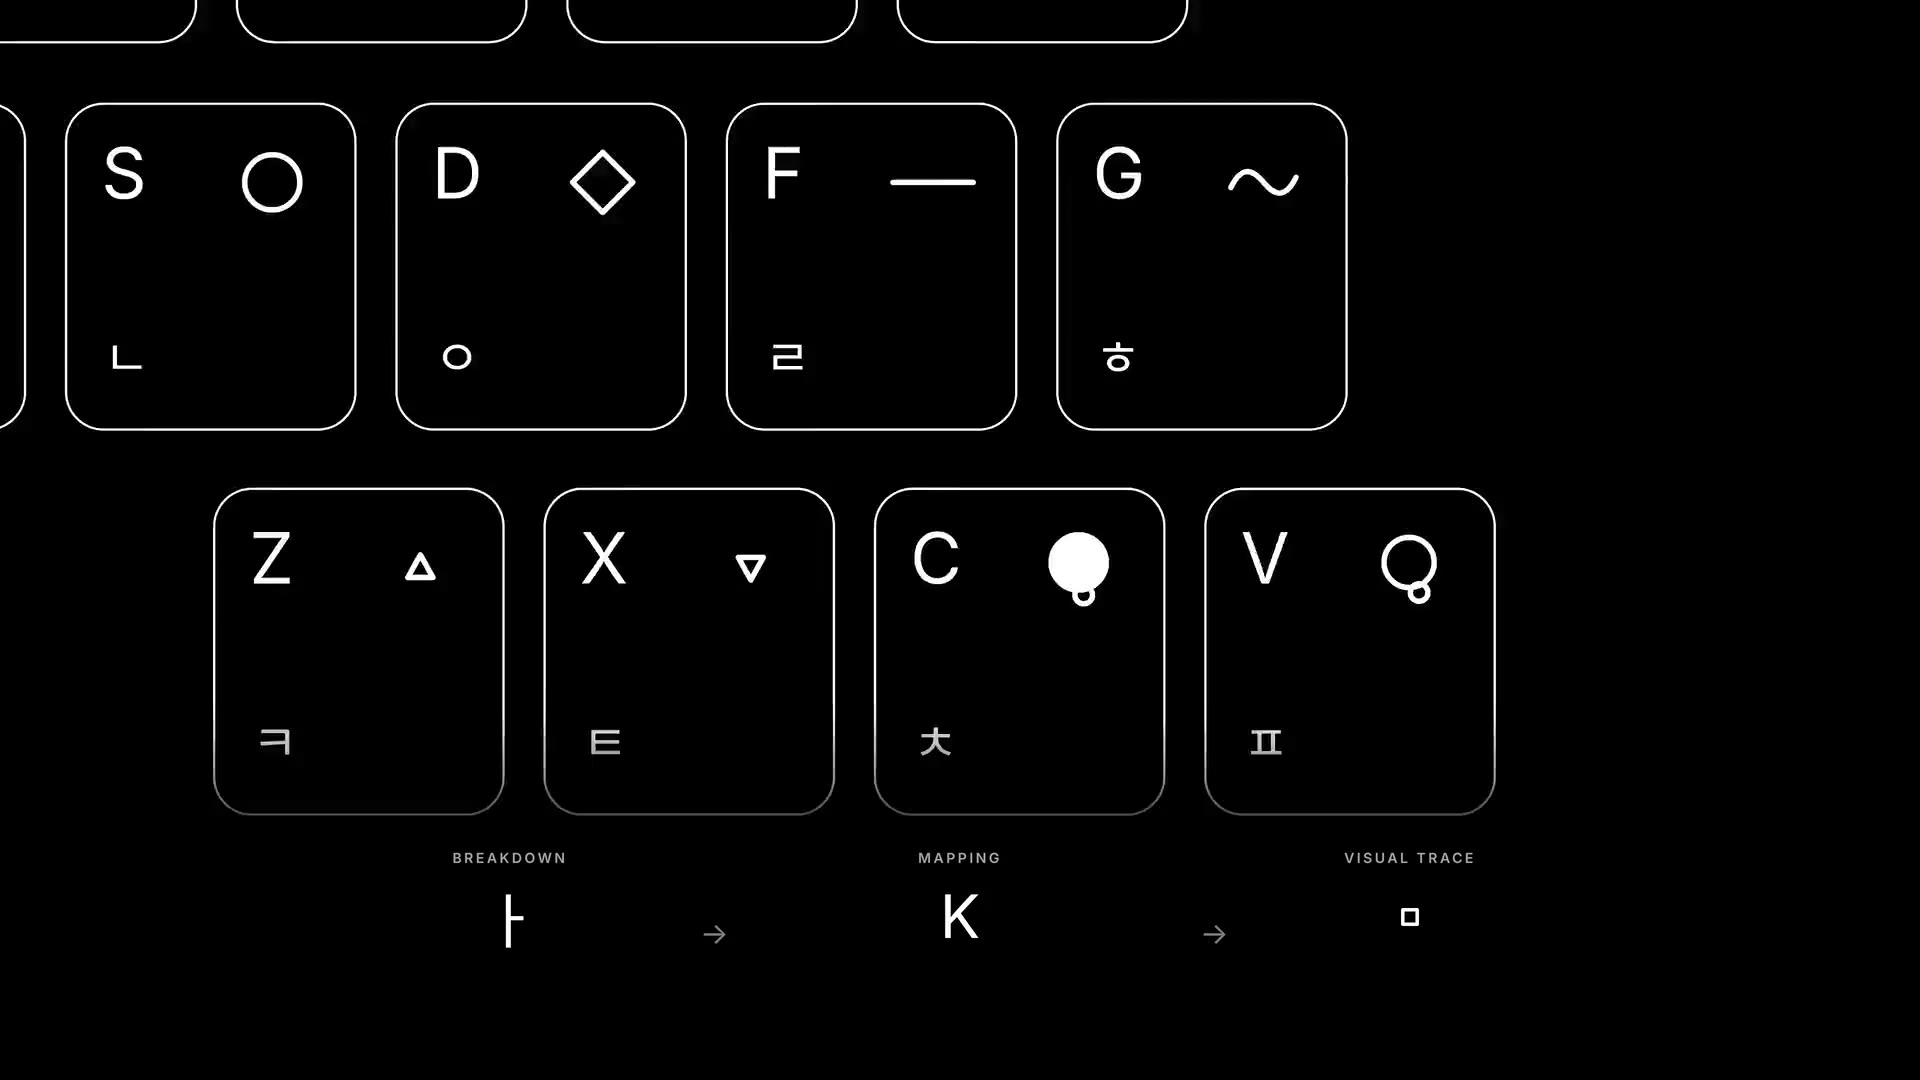 S
ㄴ
D
ㅇ
F
ㄹ
G
ㅎ
Z
ㅋ
X
ㅌ
C
ㅊ
V
ㅍ
BREAKDOWN
ㅏ
→
MAPPING
K
→
VISUAL TRACE